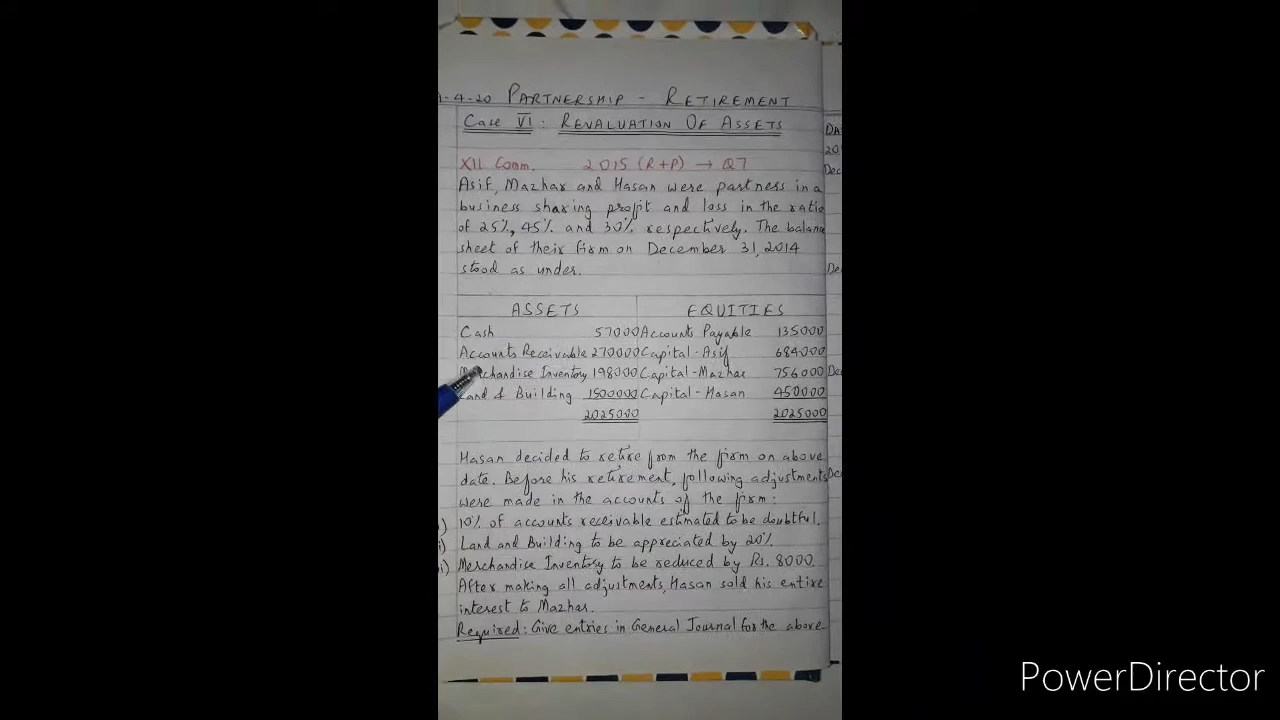 4-20 PARTNERSHIP - RETIREMENT
CASE VI: REVALUATION OF ASSETS
XII Comm. 2015 (R+P) → Q7
Asif, Mazhar and Hasan were partness in a
business sharing profit and loss in the ratio
of 25%, 45% and 30% respectively. The balance
sheet of their firm on December 31, 2014
stood as under.
ASSETS EQUITIES
Cash 57000 Accounts Payable 135000
Accounts Receivable 270000 Capital-Asif 684000
Merchandise Inventory 198000 Capital-Mazhar 756000
Land & Building 1500000 Capital-Hasan 450000
2025000 2025000
Hasan decided to retire from the firm on above
date. Before his retirement, following adjustments
were made in the accounts of the firm:
10% of accounts receivable estimated to be doubtful.
i) Land and Building to be appreciated by 20%.
i) Merchandise Inventory to be reduced by Rs. 8000.
After making all adjustments, Hasan sold his entire
interest to Mazhar.
Required: Give entries in General Journal for the above
PowerDirector